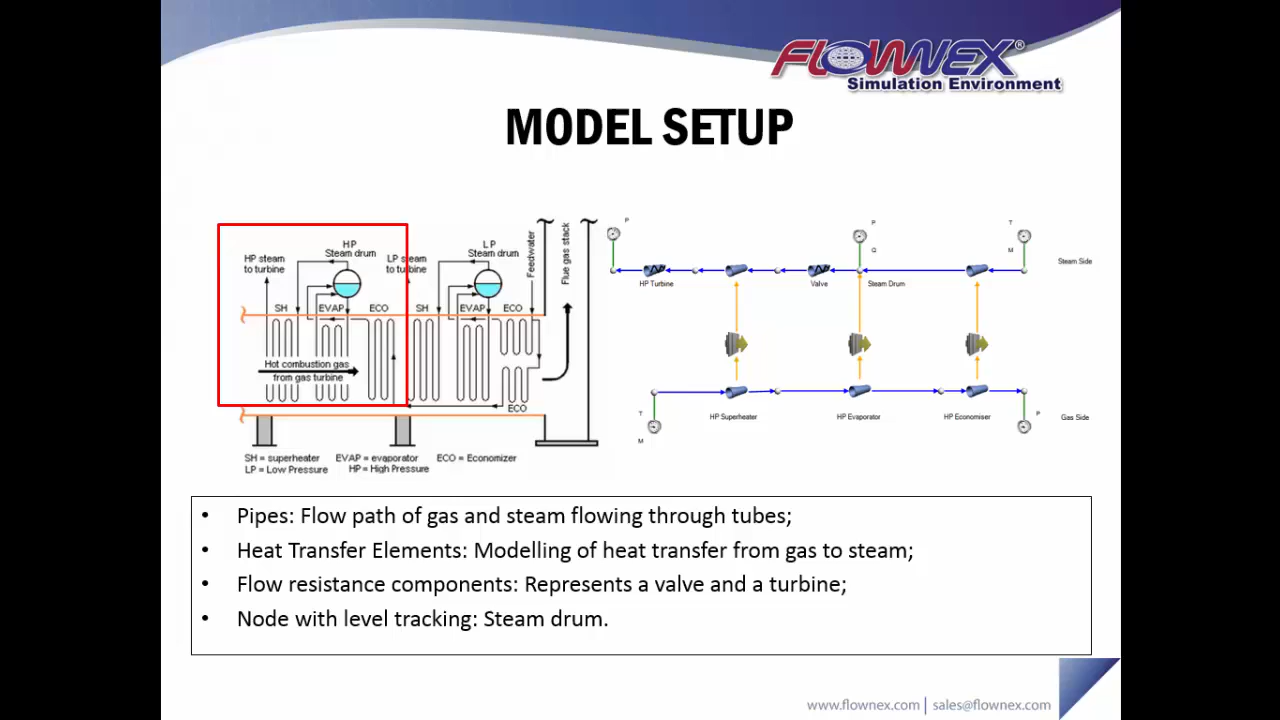 FLOWNEX®
Simulation Environment
MODEL SETUP
HP
Steam drum
HP steam
to turbine
LP steam
to turbine
LP
Steam drum
Feedwater
Flue gas stack
SH
EVAP
ECO
SH
EVAP
ECO
Hot combustion gas
from gas turbine
ECO
SH = superheater
EVAP = evaporator
ECO = Economizer
LP = Low Pressure
HP = High Pressure
P
P
Q
T
M
Steam Side
HP Turbine
Valve
Steam Drum
T
M
HP Superheater
HP Evaporator
HP Economiser
P
Gas Side
• Pipes: Flow path of gas and steam flowing through tubes;
• Heat Transfer Elements: Modelling of heat transfer from gas to steam;
• Flow resistance components: Represents a valve and a turbine;
• Node with level tracking: Steam drum.
www.flownex.com | sales@flownex.com